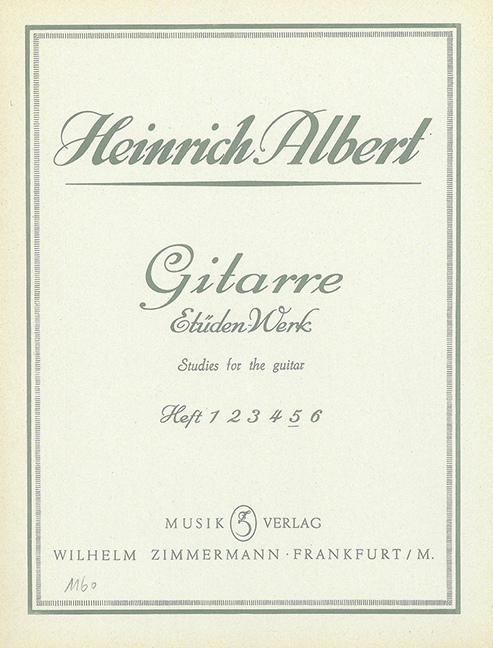 Heinrich Albert
Gitarre
Etüden-Werk
Studies for the guitar
Heft 1 2 3 4 5 6
MUSIK Z VERLAG
WILHELM ZIMMERMANN · FRANKFURT / M.
1160